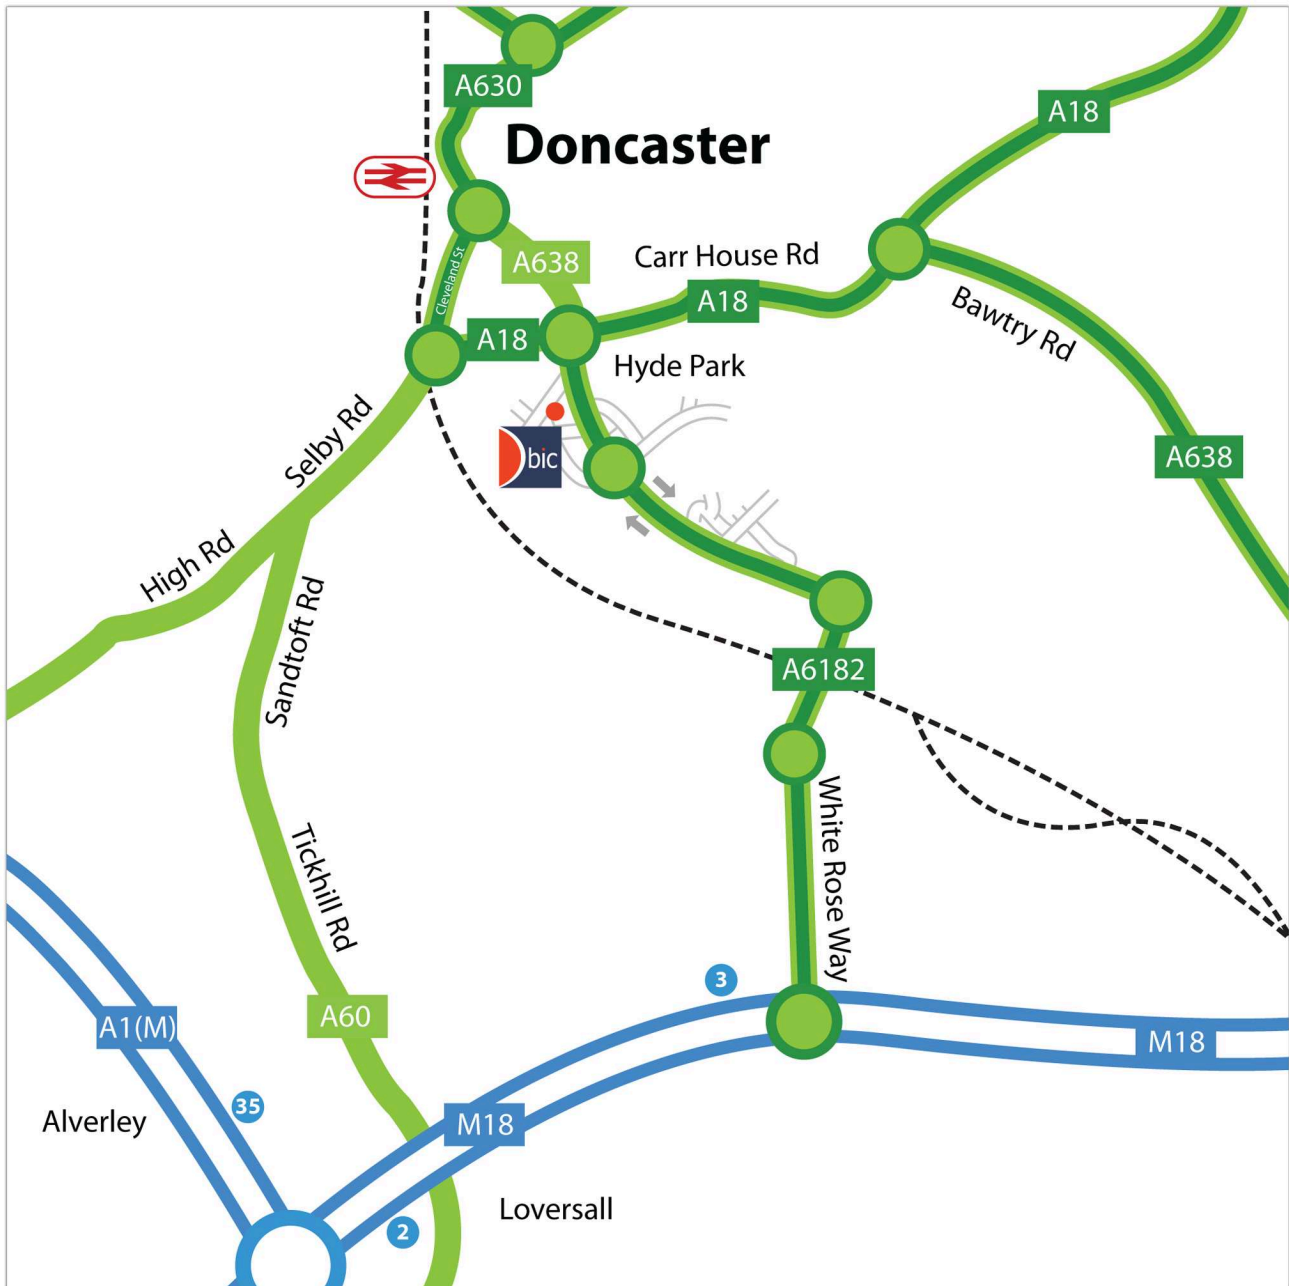 A630
Doncaster
A18
Cleveland St
A638
Carr House Rd
A18
A18
Bawtry Rd
Hyde Park
Selby Rd
bic
A638
High Rd
Sandtoft Rd
A6182
White Rose Way
Tickhill Rd
3
A60
A1(M)
M18
35
Alverley
M18
Loversall
2